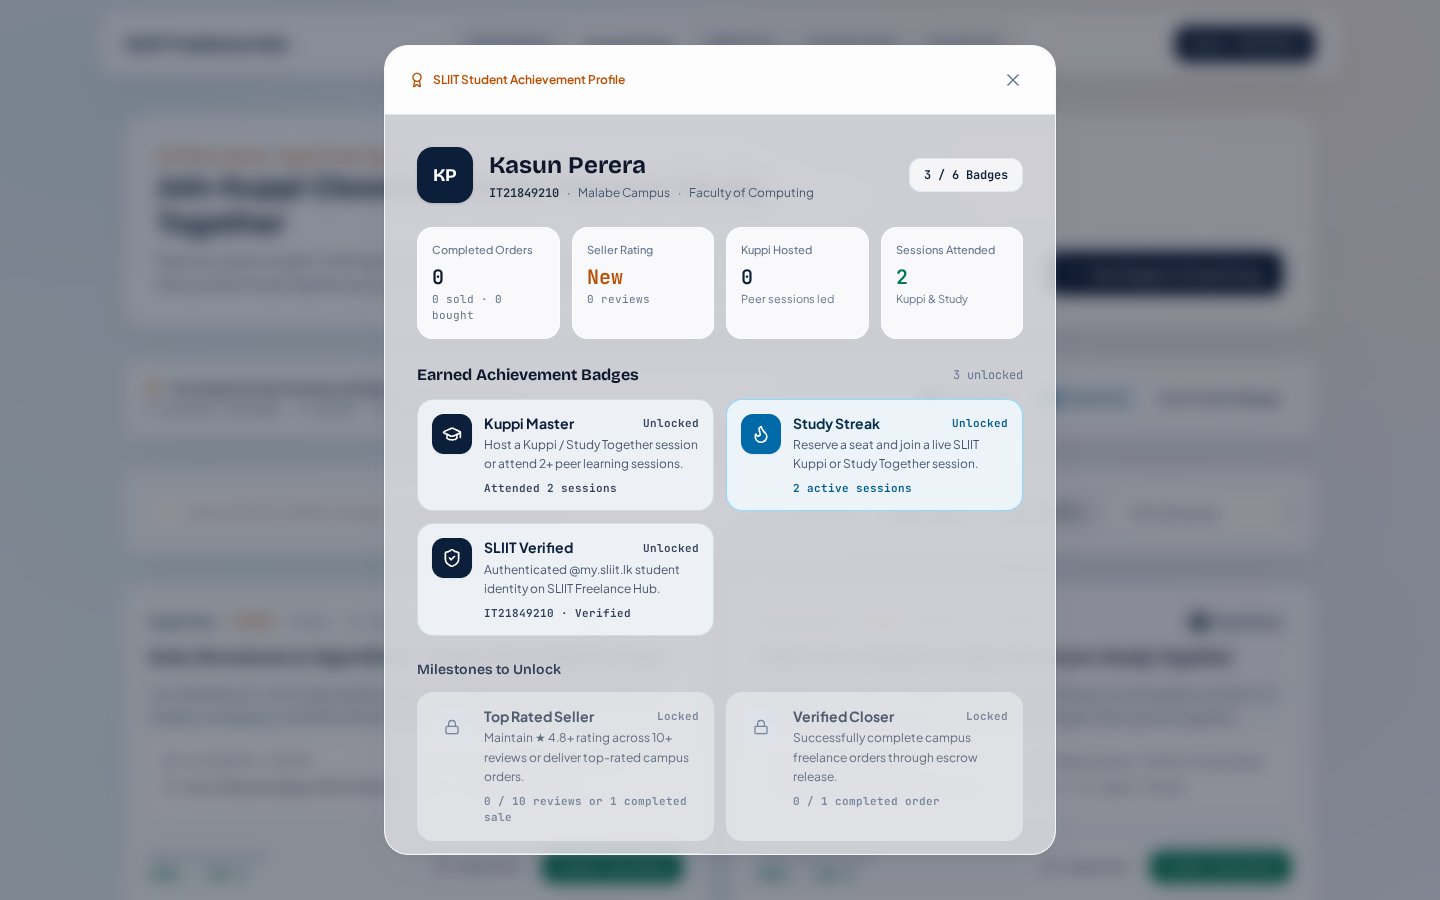 SLIIT Student Achievement Profile
KP
Kasun Perera
IT21849210 · Malabe Campus · Faculty of Computing
3 / 6 Badges
Completed Orders
0
0 sold · 0
bought
Seller Rating
New
0 reviews
Kuppi Hosted
0
Peer sessions led
Sessions Attended
2
Kuppi & Study
Earned Achievement Badges
3 unlocked
Kuppi Master
Unlocked
Host a Kuppi / Study Together session
or attend 2+ peer learning sessions.
Attended 2 sessions
Study Streak
Unlocked
Reserve a seat and join a live SLIIT
Kuppi or Study Together session.
2 active sessions
SLIIT Verified
Unlocked
Authenticated @my.sliit.lk student
identity on SLIIT Freelance Hub.
IT21849210 · Verified
Milestones to Unlock
Top Rated Seller
Locked
Maintain ★ 4.8+ rating across 10+
reviews or deliver top-rated campus
orders.
0 / 10 reviews or 1 completed
sale
Verified Closer
Locked
Successfully complete campus
freelance orders through escrow
release.
0 / 1 completed order